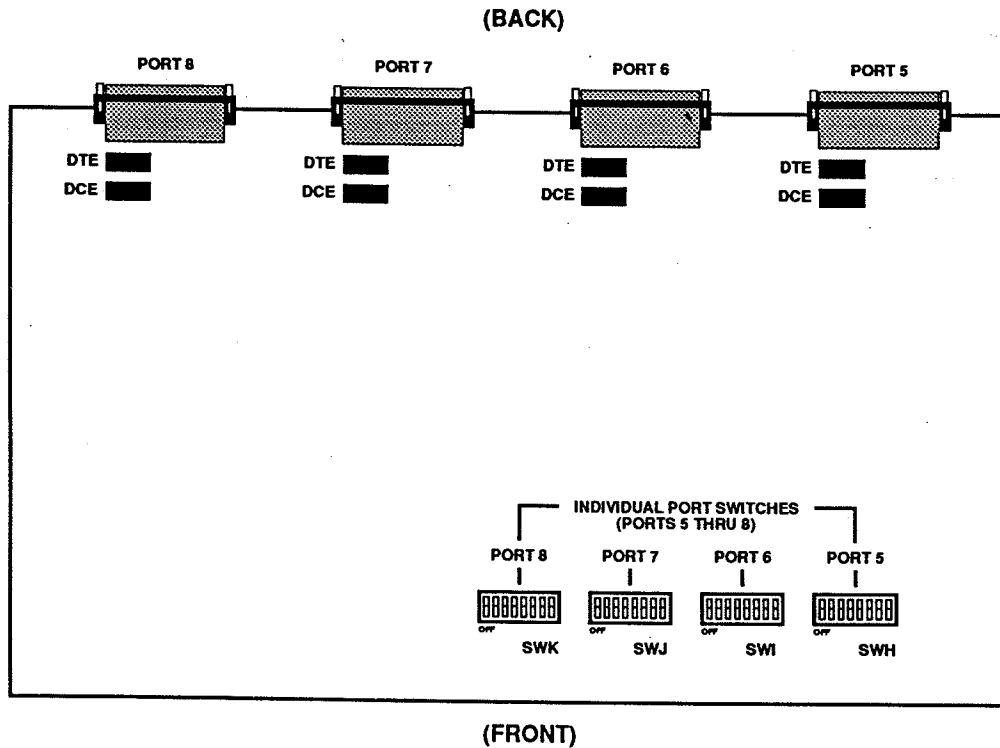 (BACK)
PORT 8 PORT 7 PORT 6 PORT 5
DTE DTE DTE DTE
DCE DCE DCE DCE
INDIVIDUAL PORT SWITCHES
(PORTS 5 THRU 8)
PORT 8 PORT 7 PORT 6 PORT 5
OFF OFF OFF OFF
SWK SWJ SWI SWH
(FRONT)